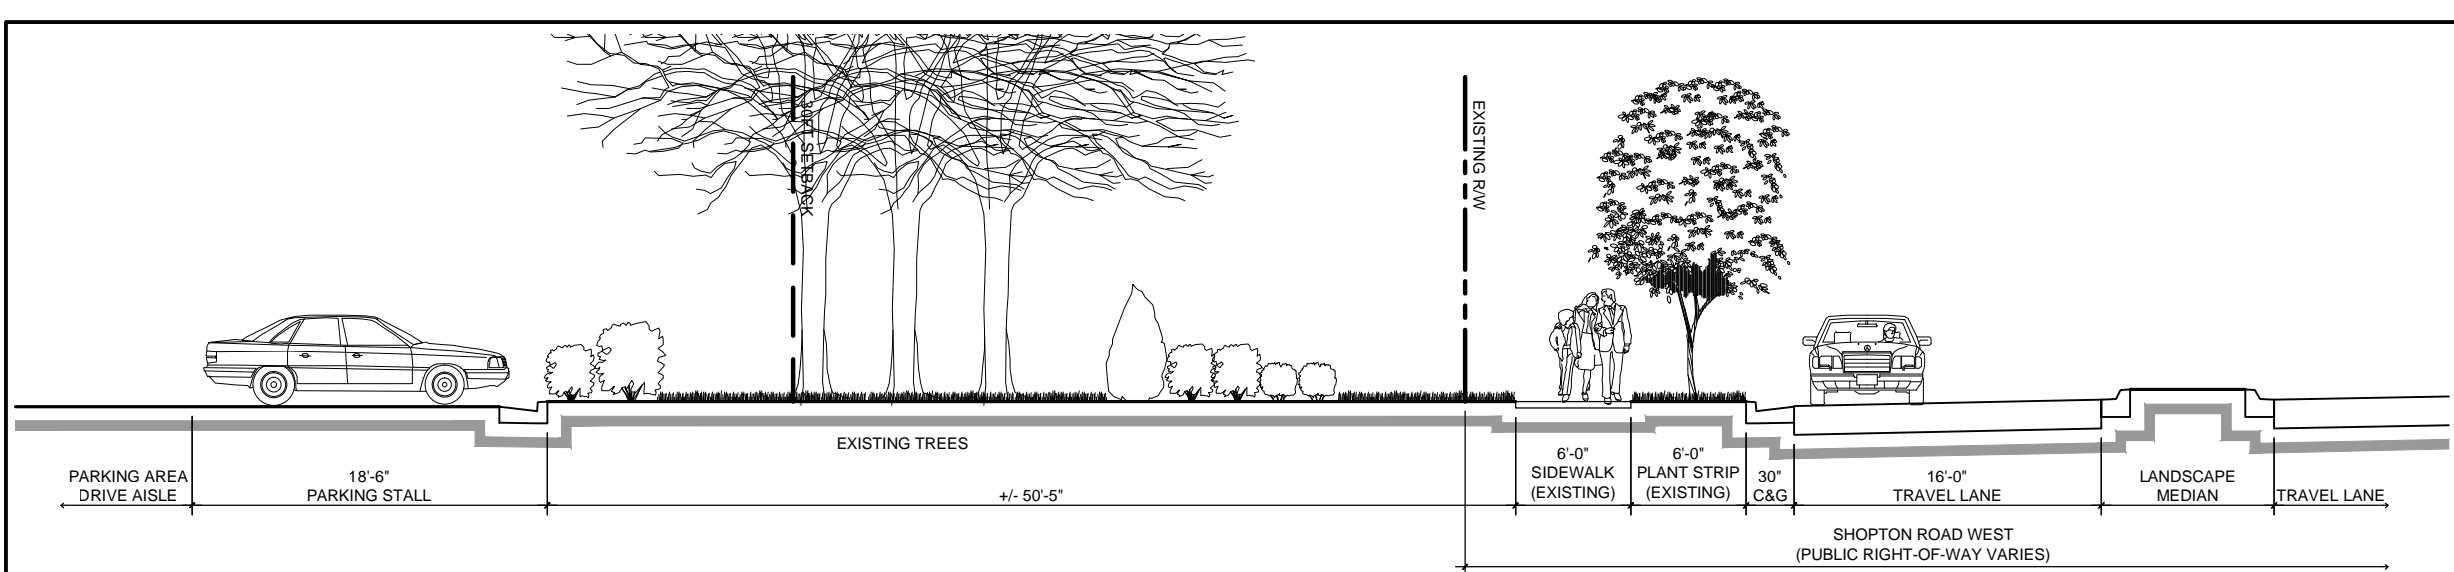 30FT SETBACK
EXISTING R/W
EXISTING TREES
PARKING AREA
DRIVE AISLE
18'-6"
PARKING STALL
+/- 50'-5"
6'-0"
SIDEWALK
(EXISTING)
6'-0"
PLANT STRIP
(EXISTING)
30"
C&G
16'-0"
TRAVEL LANE
LANDSCAPE
MEDIAN
TRAVEL LANE
SHOPTON ROAD WEST
(PUBLIC RIGHT-OF-WAY VARIES)